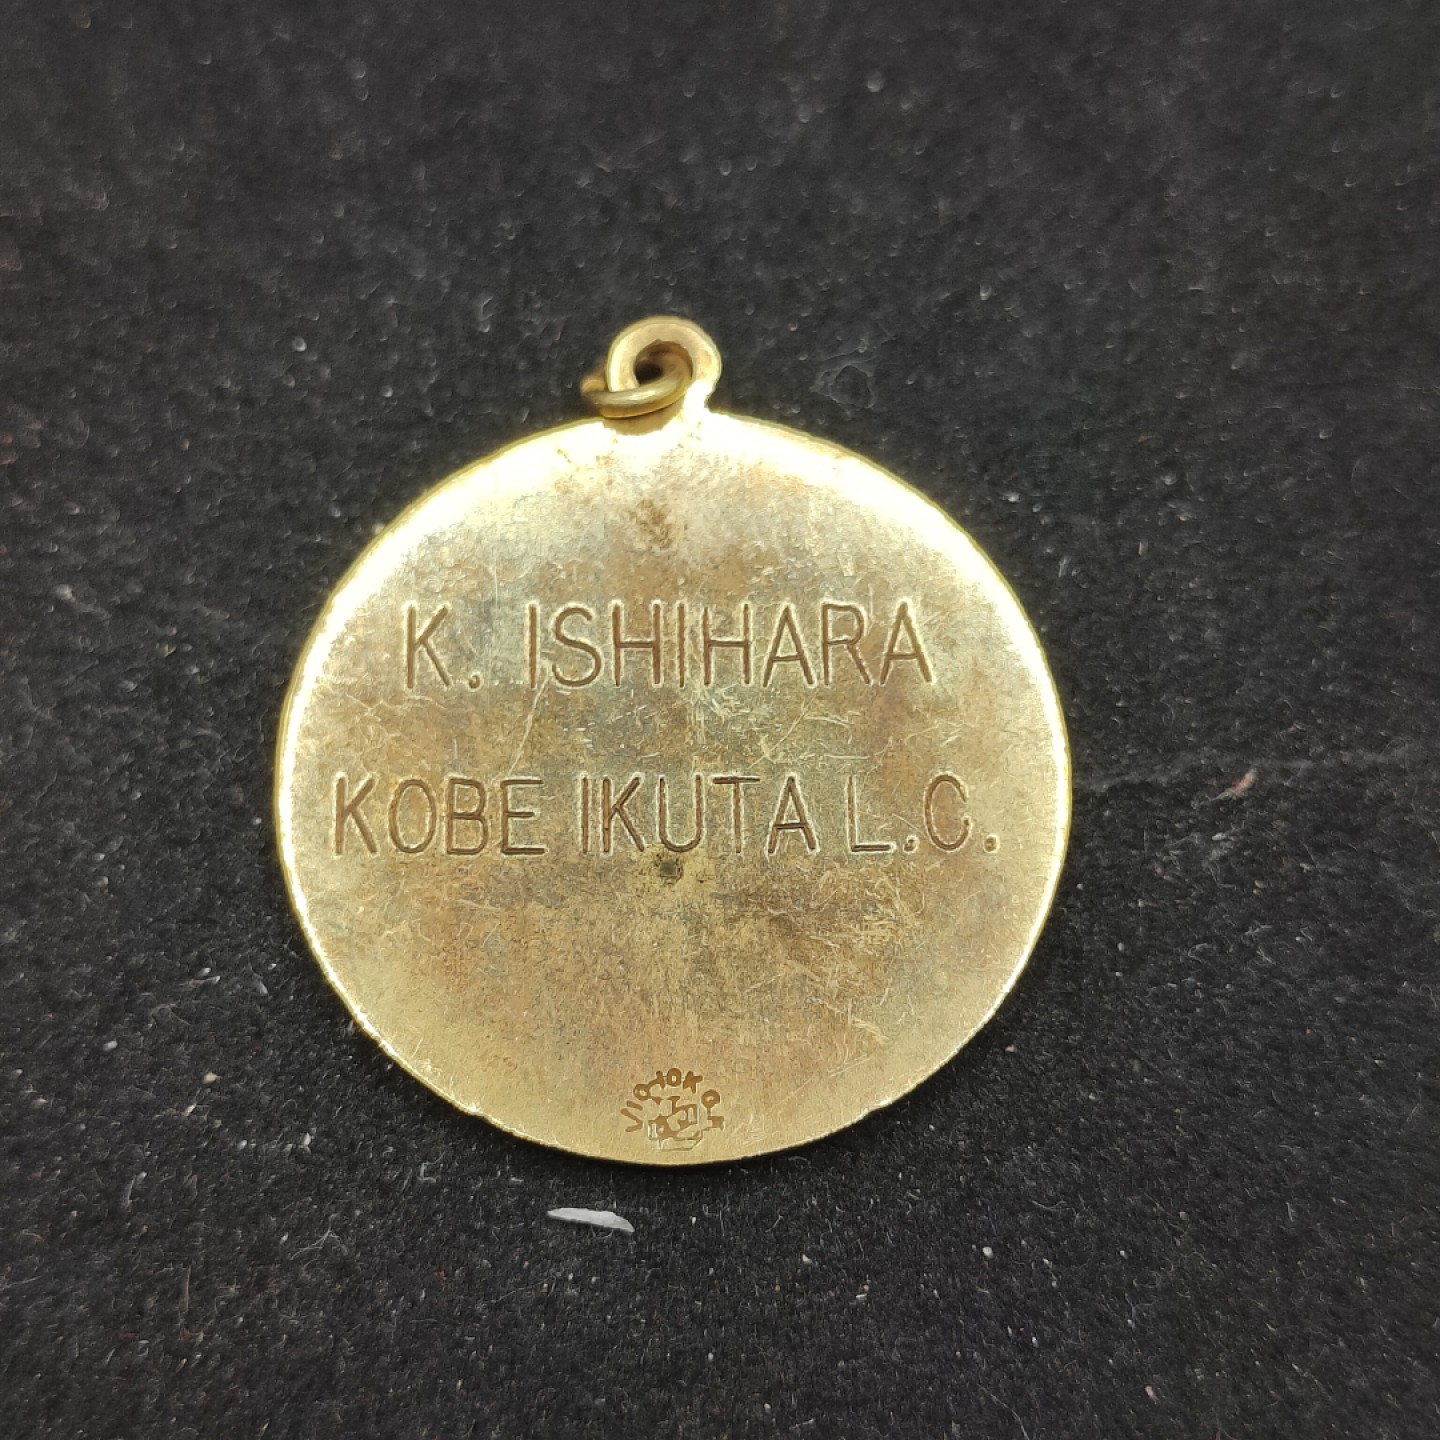 K. ISHIHARA
KOBE IKUTA L.C.